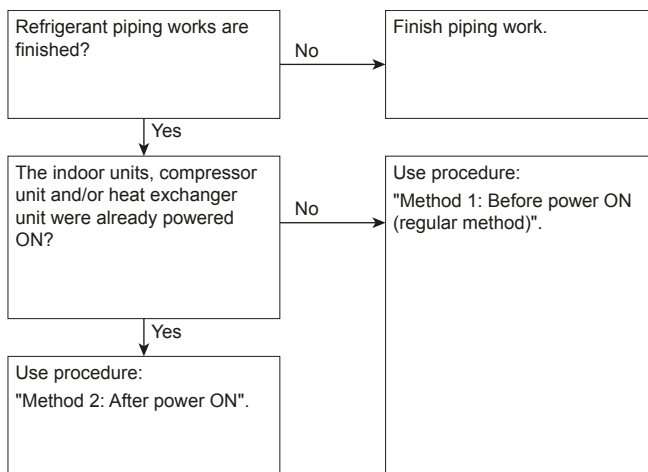 Refrigerant piping works are
finished?
No
Finish piping work.
Yes
The indoor units, compressor
unit and/or heat exchanger
unit were already powered
ON?
No
Use procedure:
"Method 1: Before power ON
(regular method)".
Yes
Use procedure:
"Method 2: After power ON".